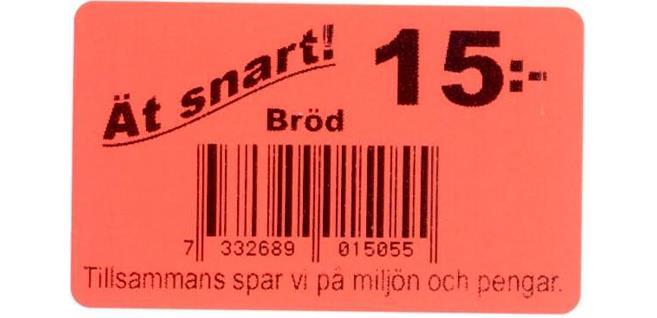 Ät snart!
15:-
Bröd
7 332689 015055
Tillsammans spar vi på miljön och pengar.